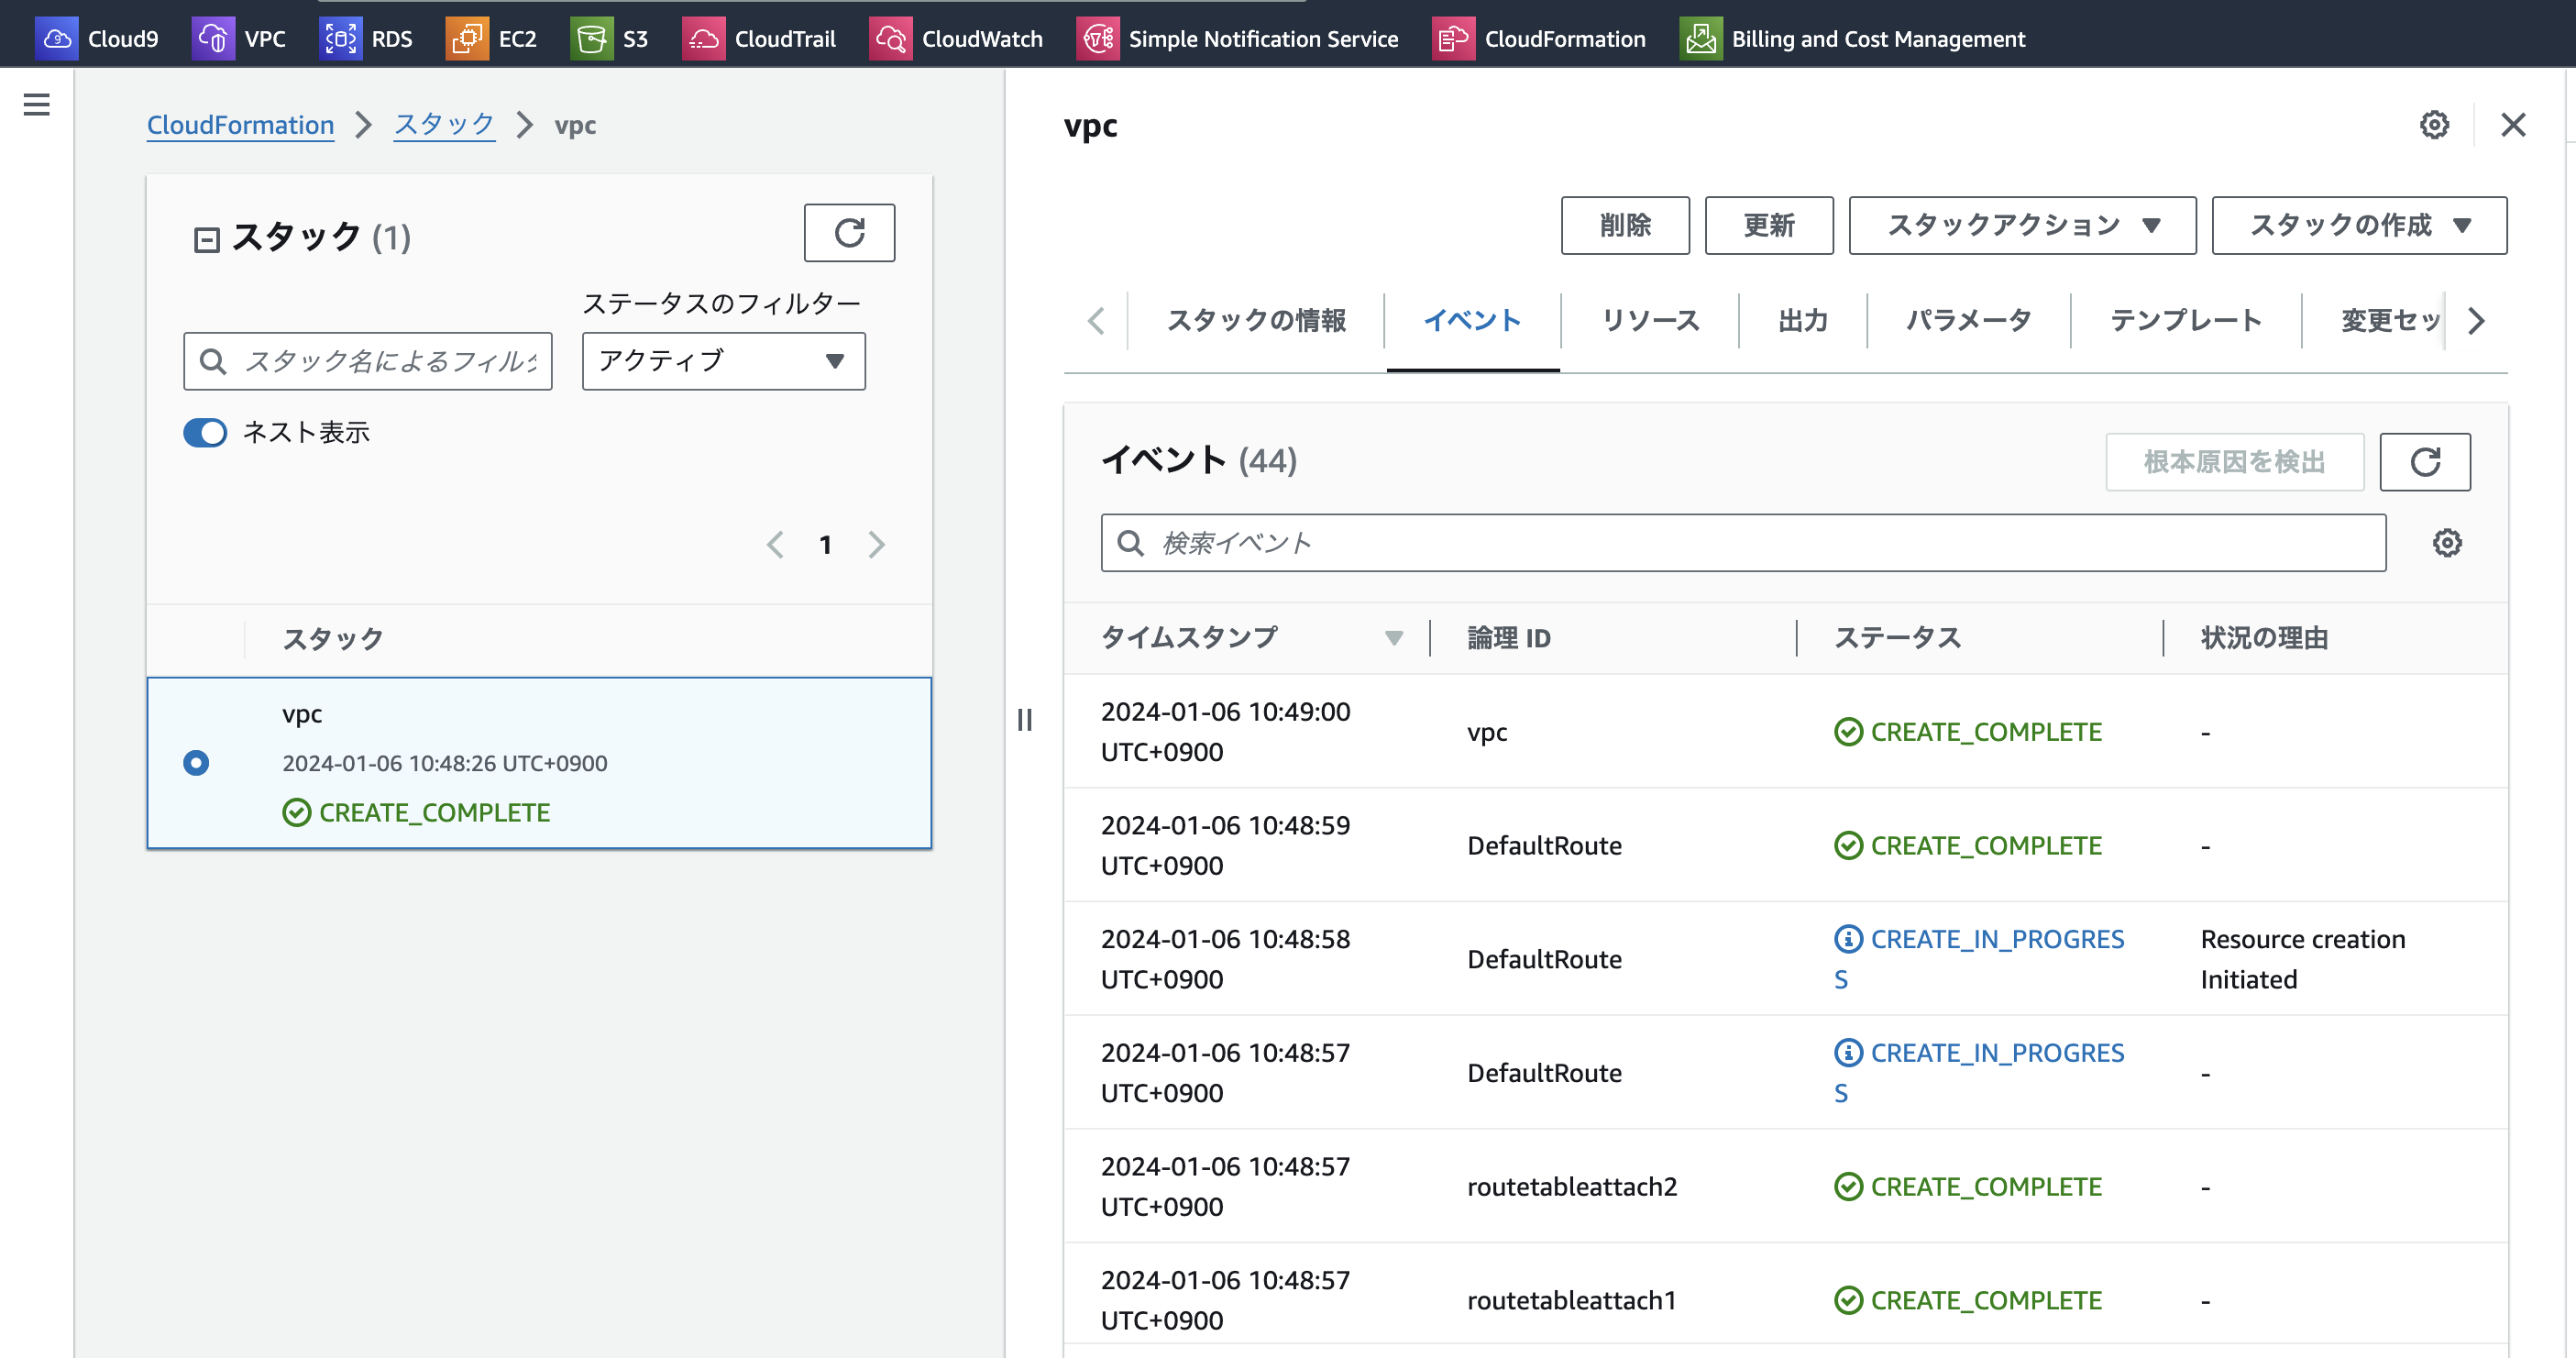 Cloud9 VPC RDS EC2 S3 CloudTrail CloudWatch Simple Notification Service CloudFormation Billing and Cost Management
CloudFormation スタック vpc
スタック (1)
ステータスのフィルター
スタック名によるフィルタ
アクティブ
ネスト表示
1
スタック
vpc
2024-01-06 10:48:26 UTC+0900
CREATE_COMPLETE
vpc
削除 更新 スタックアクション スタックの作成
スタックの情報 イベント リソース 出力 パラメータ テンプレート 変更セッ
イベント (44)
根本原因を検出
検索イベント
タイムスタンプ 論理 ID ステータス 状況の理由
2024-01-06 10:49:00
UTC+0900
vpc
CREATE_COMPLETE
-
2024-01-06 10:48:59
UTC+0900
DefaultRoute
CREATE_COMPLETE
-
2024-01-06 10:48:58
UTC+0900
DefaultRoute
CREATE_IN_PROGRES
S
Resource creation
Initiated
2024-01-06 10:48:57
UTC+0900
DefaultRoute
CREATE_IN_PROGRES
S
-
2024-01-06 10:48:57
UTC+0900
routetableattach2
CREATE_COMPLETE
-
2024-01-06 10:48:57
UTC+0900
routetableattach1
CREATE_COMPLETE
-